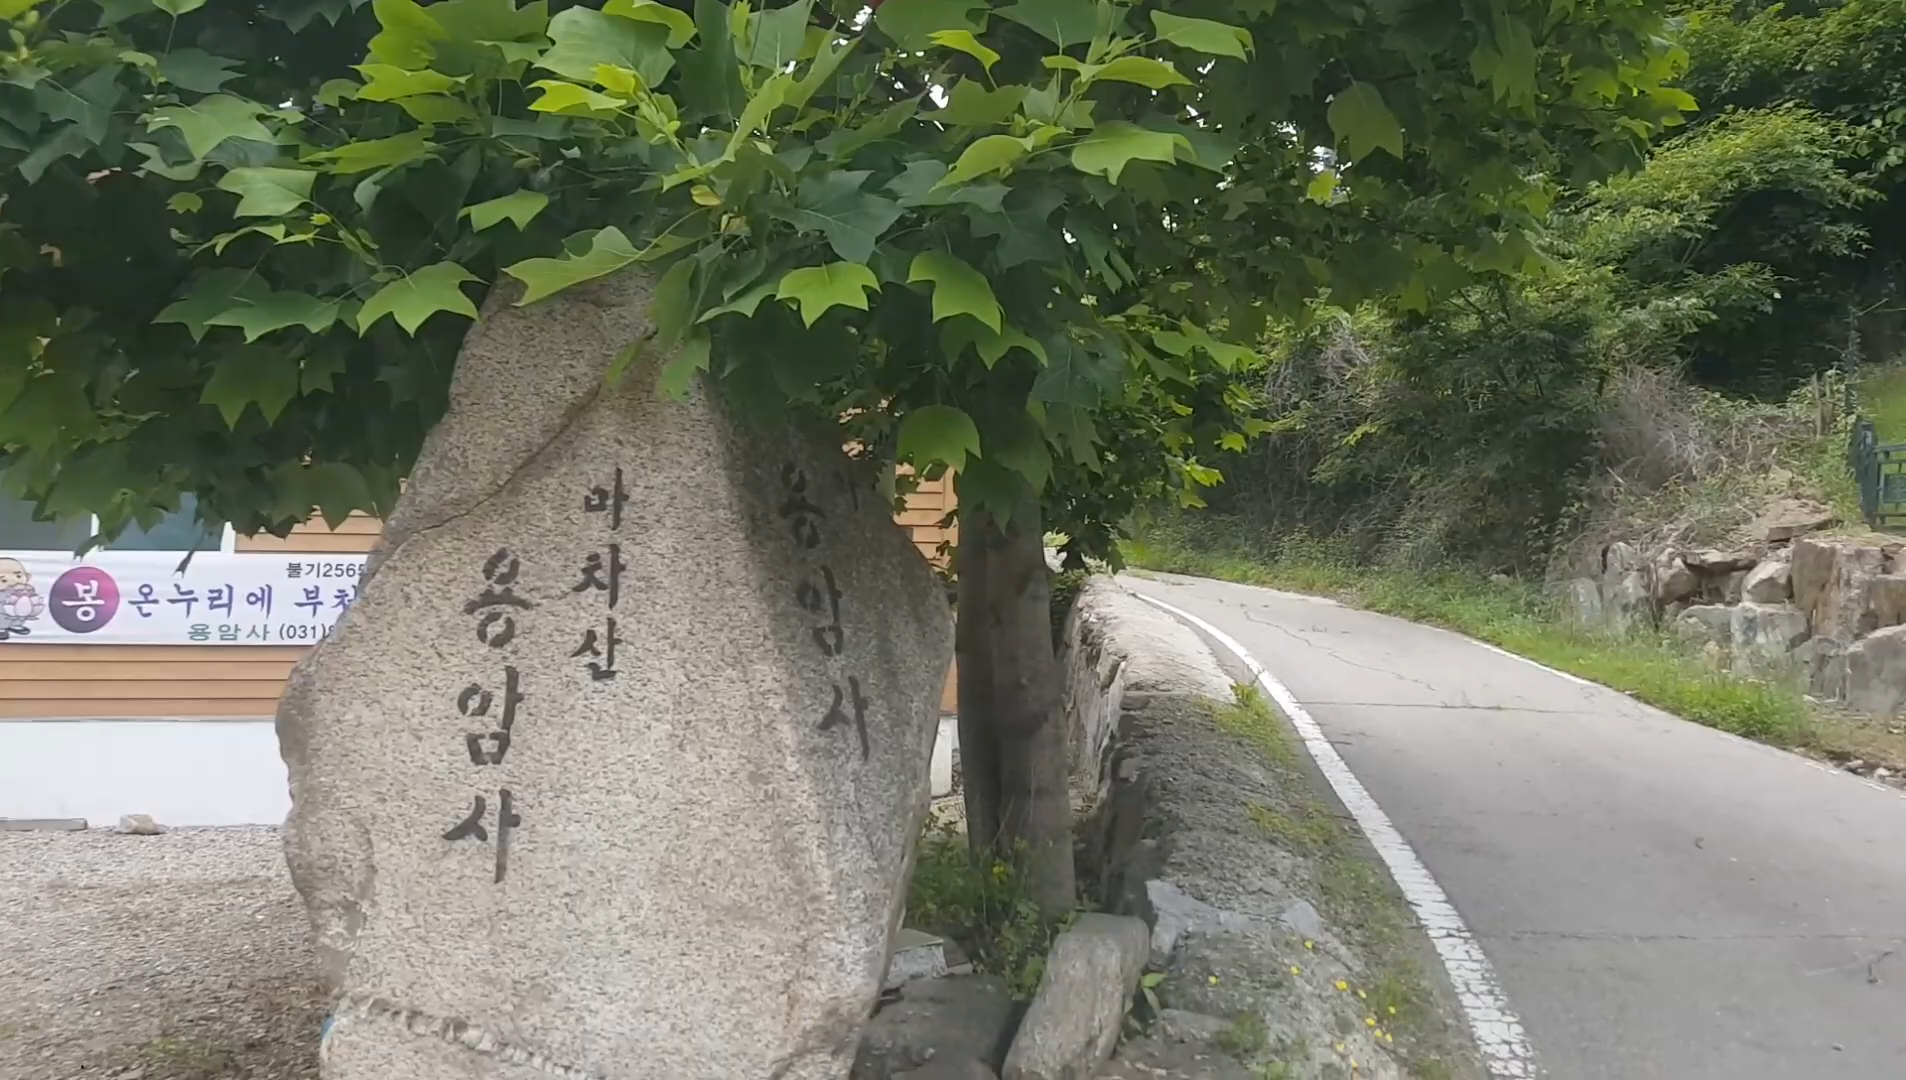 마차산
용암사
용암사
불기2565
봉 온누리에 부처
용암사 (031)8